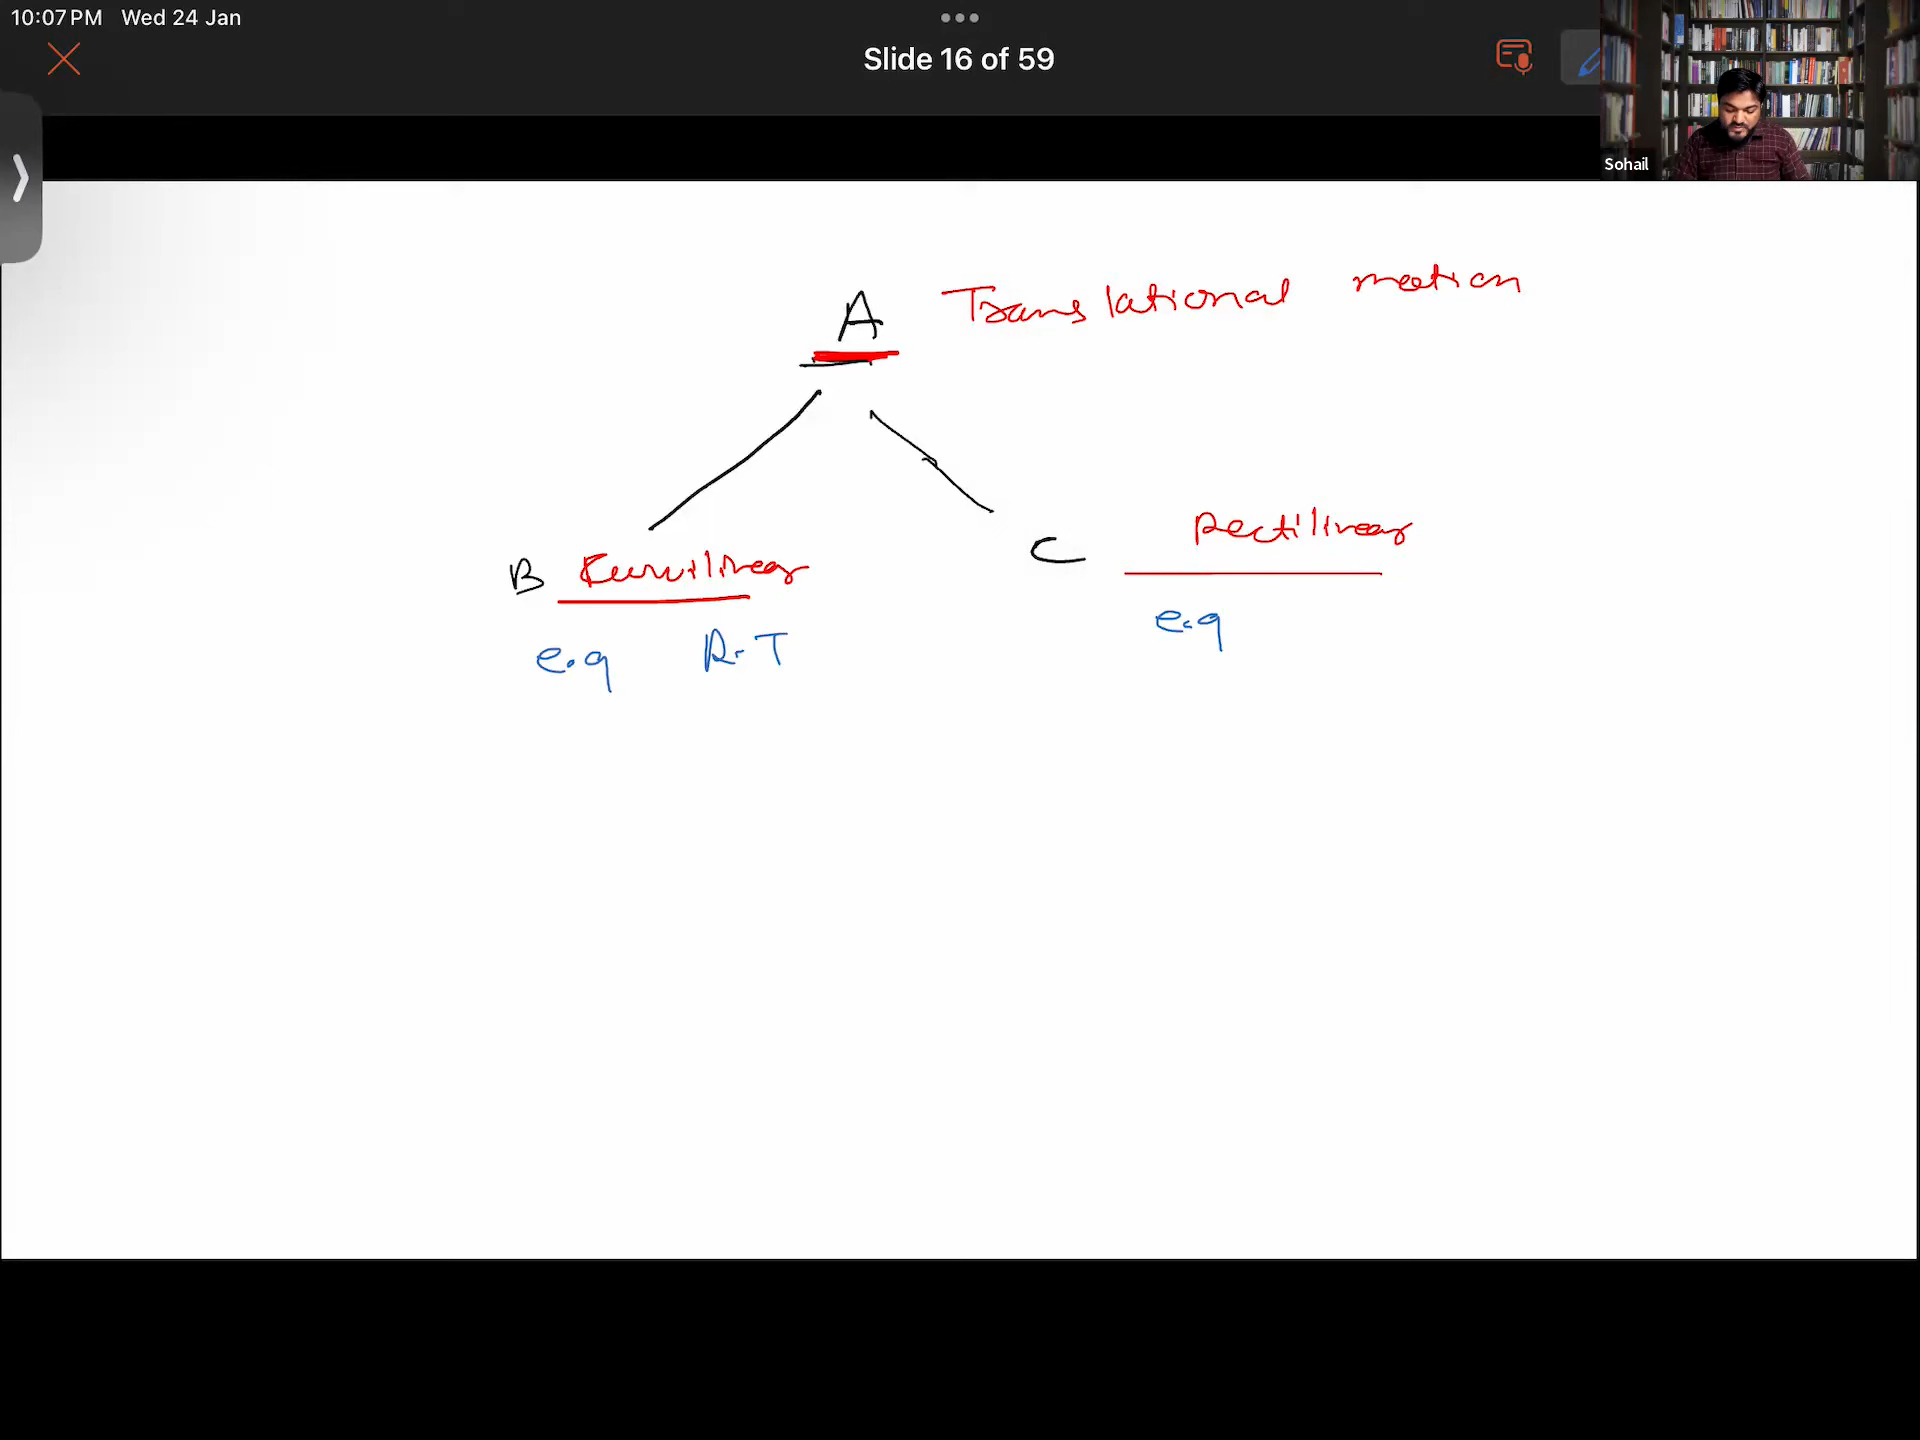 10:07 PM Wed 24 Jan
Slide 16 of 59
Sohail
A Translational motion
B Curvilinear
C Rectilinear
e.g R.T
e.g